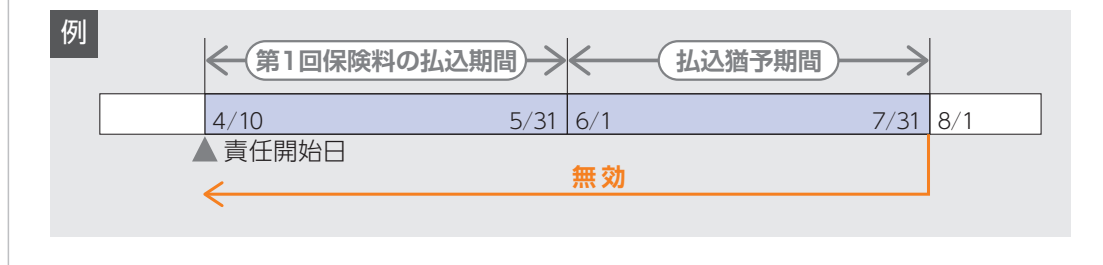 例
第1回保険料の払込期間 払込猶予期間
4/10 5/31 6/1 7/31 8/1
責任開始日
無効